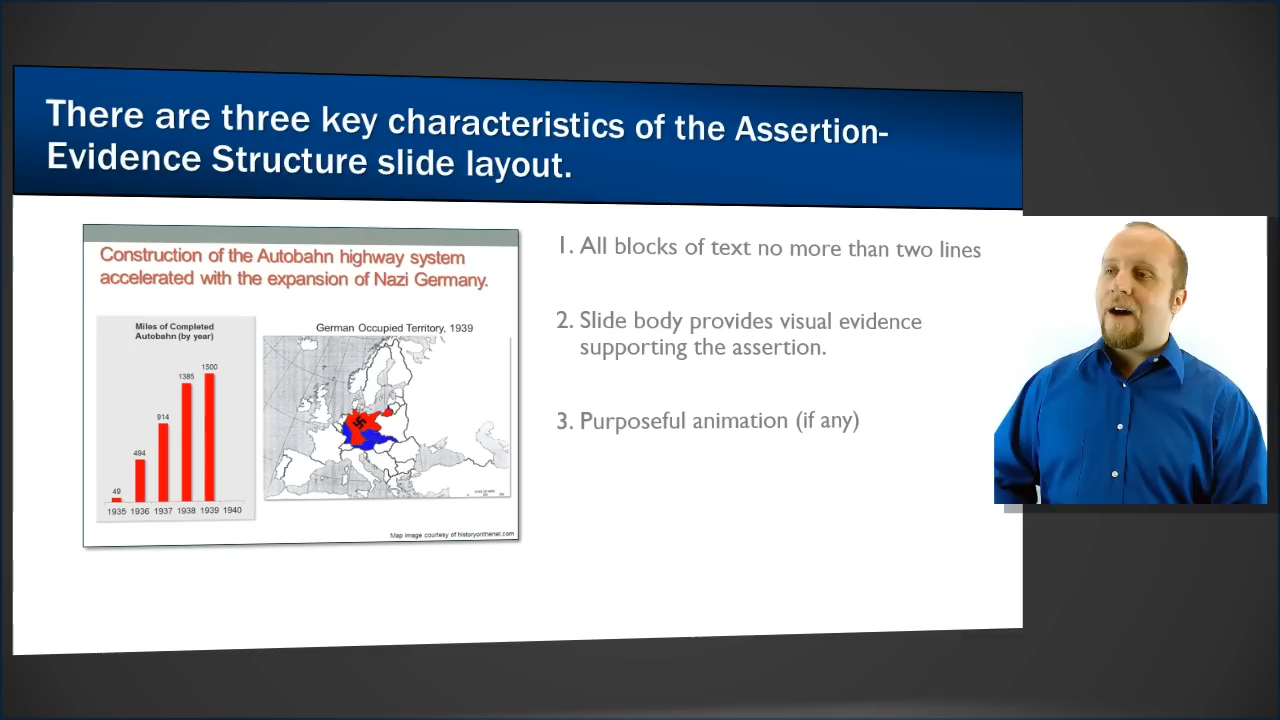 There are three key characteristics of the Assertion-
Evidence Structure slide layout.
Construction of the Autobahn highway system
accelerated with the expansion of Nazi Germany.
Miles of Completed
Autobahn (by year)
49
494
914
1385
1500
1935 1936 1937 1938 1939 1940
German Occupied Territory, 1939
Map image courtesy of historyonthenet.com
1. All blocks of text no more than two lines
2. Slide body provides visual evidence
supporting the assertion.
3. Purposeful animation (if any)